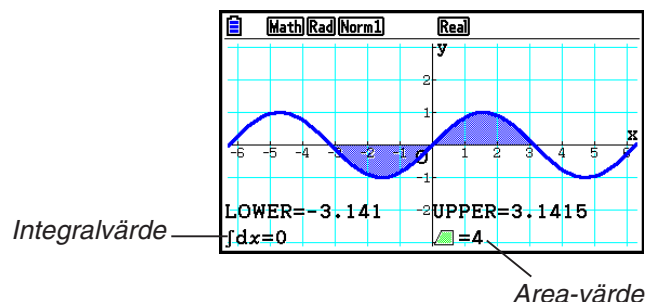 Math Rad Norm1 Real
y
2
1
x
-6 -5 -4 -3 -2 -1 O 1 2 3 4 5 6
-1
LOWER=-3.141 -2 UPPER=3.1415
Integralvärde ∫dx=0 =4
Area-värde